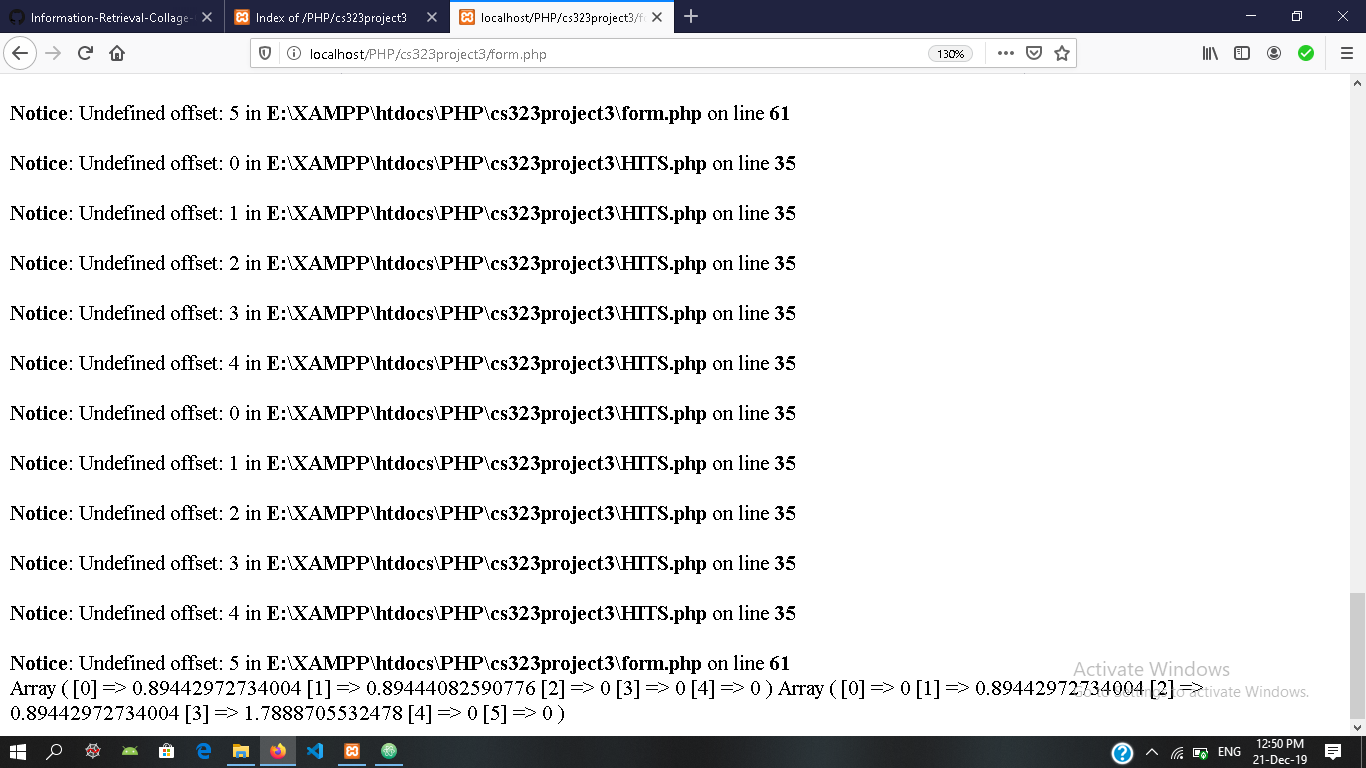 Information-Retrieval-Collage-
Index of /PHP/cs323project3
localhost/PHP/cs323project3/f
localhost/PHP/cs323project3/form.php
130%
Notice: Undefined offset: 5 in E:\XAMPP\htdocs\PHP\cs323project3\form.php on line 61
Notice: Undefined offset: 0 in E:\XAMPP\htdocs\PHP\cs323project3\HITS.php on line 35
Notice: Undefined offset: 1 in E:\XAMPP\htdocs\PHP\cs323project3\HITS.php on line 35
Notice: Undefined offset: 2 in E:\XAMPP\htdocs\PHP\cs323project3\HITS.php on line 35
Notice: Undefined offset: 3 in E:\XAMPP\htdocs\PHP\cs323project3\HITS.php on line 35
Notice: Undefined offset: 4 in E:\XAMPP\htdocs\PHP\cs323project3\HITS.php on line 35
Notice: Undefined offset: 0 in E:\XAMPP\htdocs\PHP\cs323project3\HITS.php on line 35
Notice: Undefined offset: 1 in E:\XAMPP\htdocs\PHP\cs323project3\HITS.php on line 35
Notice: Undefined offset: 2 in E:\XAMPP\htdocs\PHP\cs323project3\HITS.php on line 35
Notice: Undefined offset: 3 in E:\XAMPP\htdocs\PHP\cs323project3\HITS.php on line 35
Notice: Undefined offset: 4 in E:\XAMPP\htdocs\PHP\cs323project3\HITS.php on line 35
Notice: Undefined offset: 5 in E:\XAMPP\htdocs\PHP\cs323project3\form.php on line 61
Array ( [0] => 0.89442972734004 [1] => 0.89444082590776 [2] => 0 [3] => 0 [4] => 0 ) Array ( [0] => 0 [1] => 0.89442972734004 [2] =>
0.89442972734004 [3] => 1.7888705532478 [4] => 0 [5] => 0 )
Activate Windows
Go to Settings to activate Windows.
ENG
12:50 PM
21-Dec-19